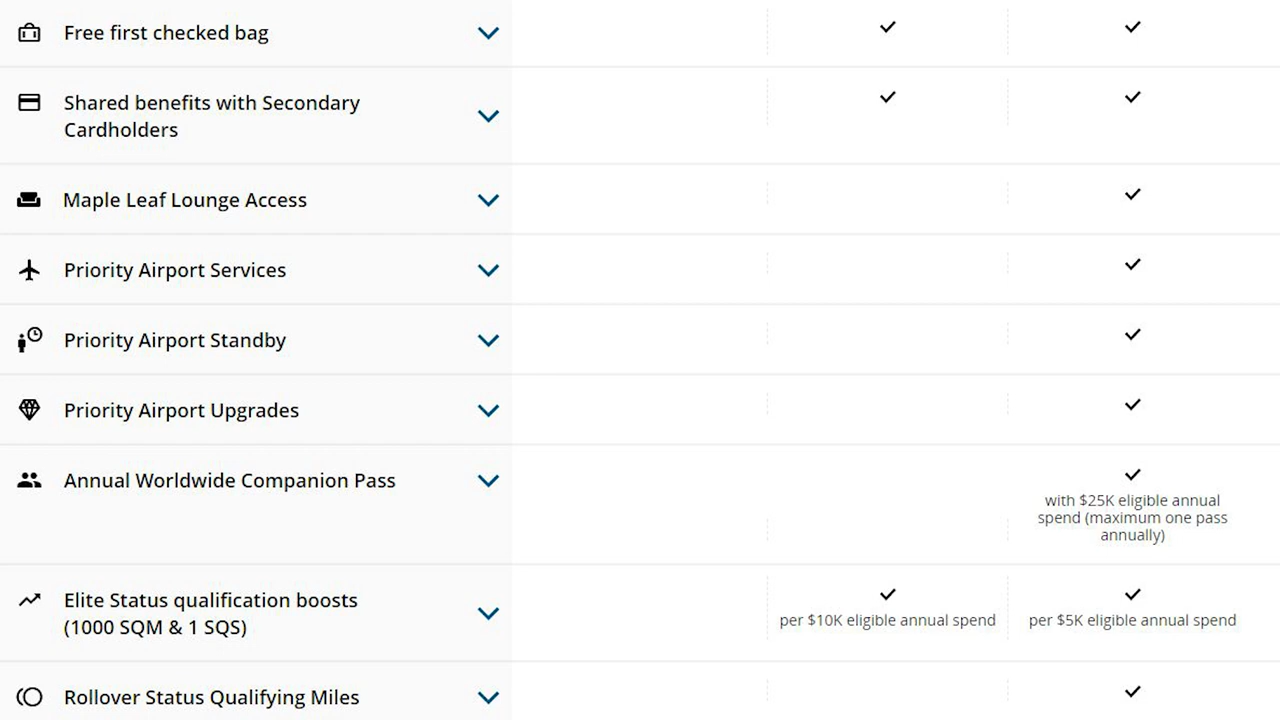 Free first checked bag
Shared benefits with Secondary
Cardholders
Maple Leaf Lounge Access
Priority Airport Services
Priority Airport Standby
Priority Airport Upgrades
Annual Worldwide Companion Pass
with $25K eligible annual
spend (maximum one pass
annually)
Elite Status qualification boosts
(1000 SQM & 1 SQS)
per $10K eligible annual spend
per $5K eligible annual spend
Rollover Status Qualifying Miles